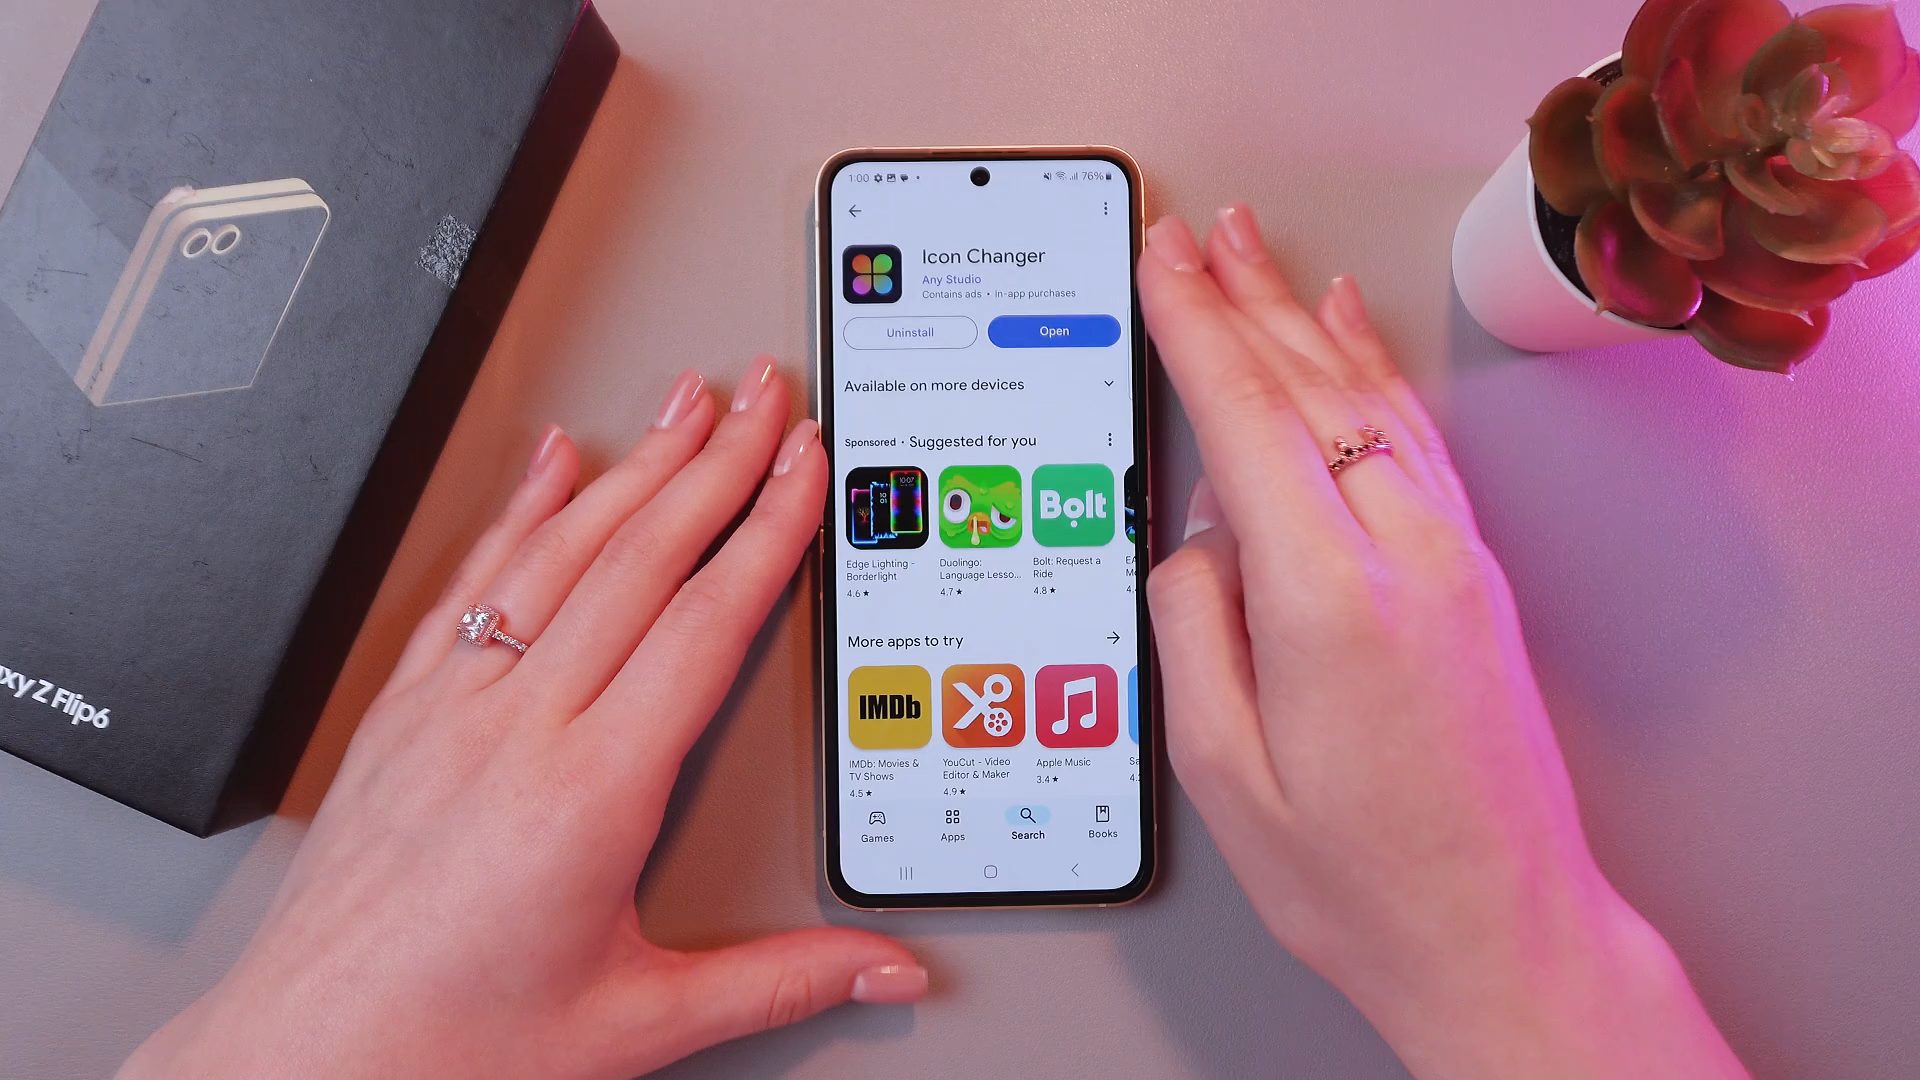 1:00
76%
Icon Changer
Any Studio
Contains ads • In-app purchases
Uninstall
Open
Available on more devices
Sponsored · Suggested for you
10:07
Bolt
Edge Lighting -
Borderlight
4.6★
Duolingo:
Language Lesso...
4.7★
Bolt: Request a
Ride
4.8★
More apps to try
IMDb
IMDb: Movies &
TV Shows
4.5★
YouCut - Video
Editor & Maker
4.9★
Apple Music
3.4★
Games
Apps
Search
Books
xy Z Flip6